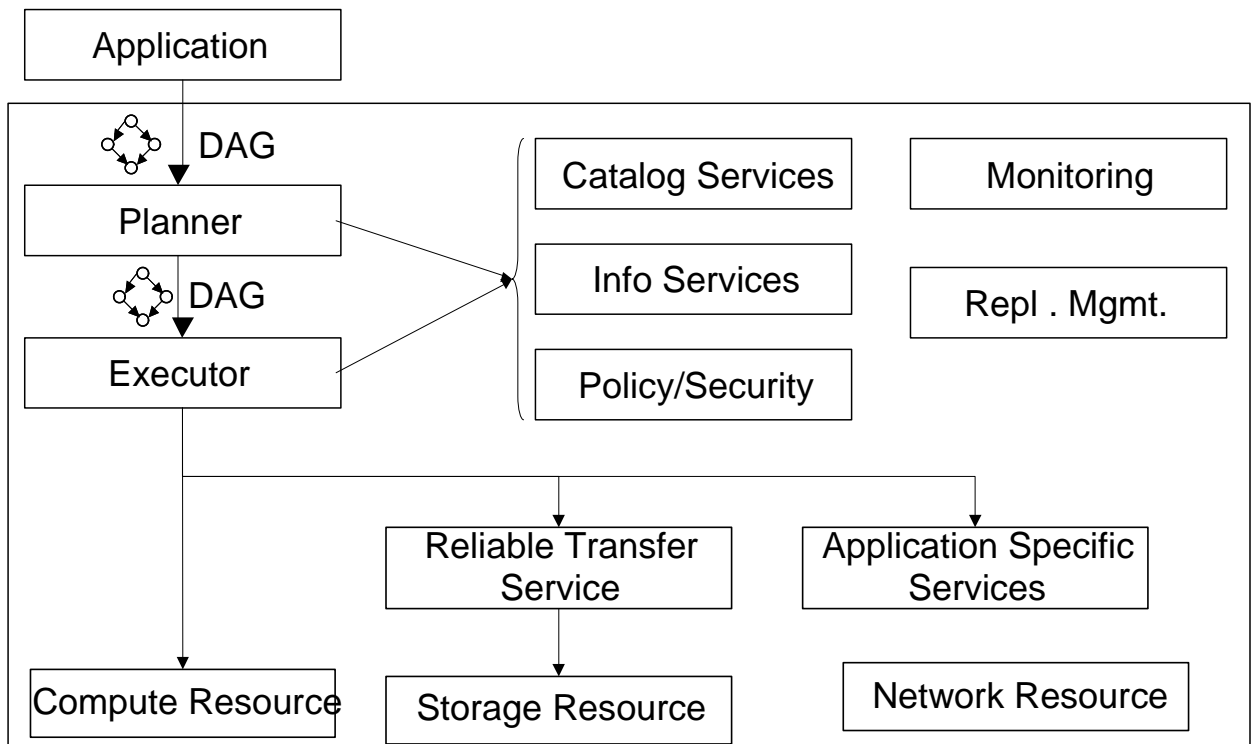 Application
DAG
Catalog Services
Monitoring
Planner
Info Services
DAG
Repl . Mgmt.
Executor
Policy/Security
Reliable Transfer
Service
Application Specific
Services
Compute Resource
Storage Resource
Network Resource